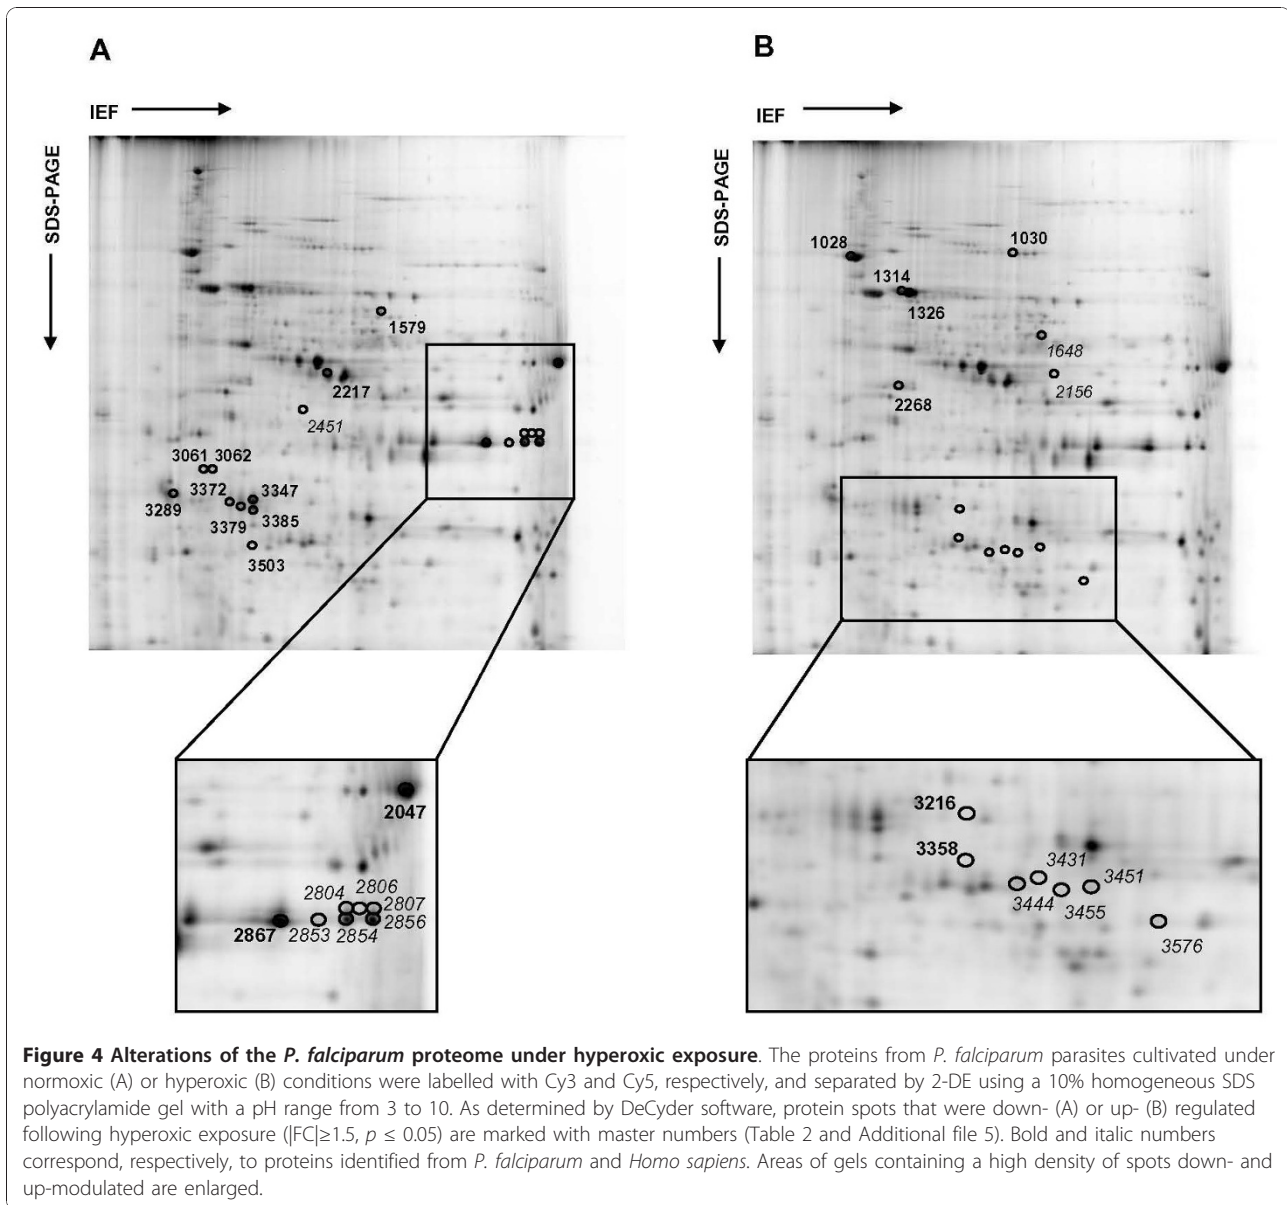 A
B
IEF
IEF
SDS-PAGE
SDS-PAGE
1579
2217
2451
3061 3062
3372
3347
3289
3379
3385
3503
1028
1030
1314
1326
1648
2156
2268
2047
2804
2806
2807
2867
2853
2854
2856
3216
3358
3431
3451
3444
3455
3576
Figure 4 Alterations of the P. falciparum proteome under hyperoxic exposure. The proteins from P. falciparum parasites cultivated under
normoxic (A) or hyperoxic (B) conditions were labelled with Cy3 and Cy5, respectively, and separated by 2-DE using a 10% homogeneous SDS
polyacrylamide gel with a pH range from 3 to 10. As determined by DeCyder software, protein spots that were down- (A) or up- (B) regulated
following hyperoxic exposure (|FC|≥1.5, p ≤ 0.05) are marked with master numbers (Table 2 and Additional file 5). Bold and italic numbers
correspond, respectively, to proteins identified from P. falciparum and Homo sapiens. Areas of gels containing a high density of spots down- and
up-modulated are enlarged.